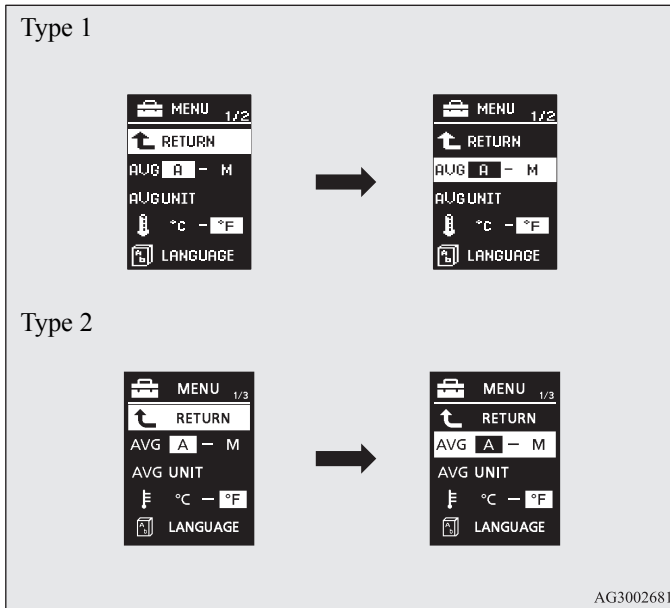 Type 1
MENU 1/2
RETURN
AVG A - M
AVG UNIT
°C - °F
LANGUAGE
MENU 1/2
RETURN
AVG A - M
AVG UNIT
°C - °F
LANGUAGE
Type 2
MENU 1/3
RETURN
AVG A - M
AVG UNIT
°C - °F
LANGUAGE
MENU 1/3
RETURN
AVG A - M
AVG UNIT
°C - °F
LANGUAGE
AG3002681